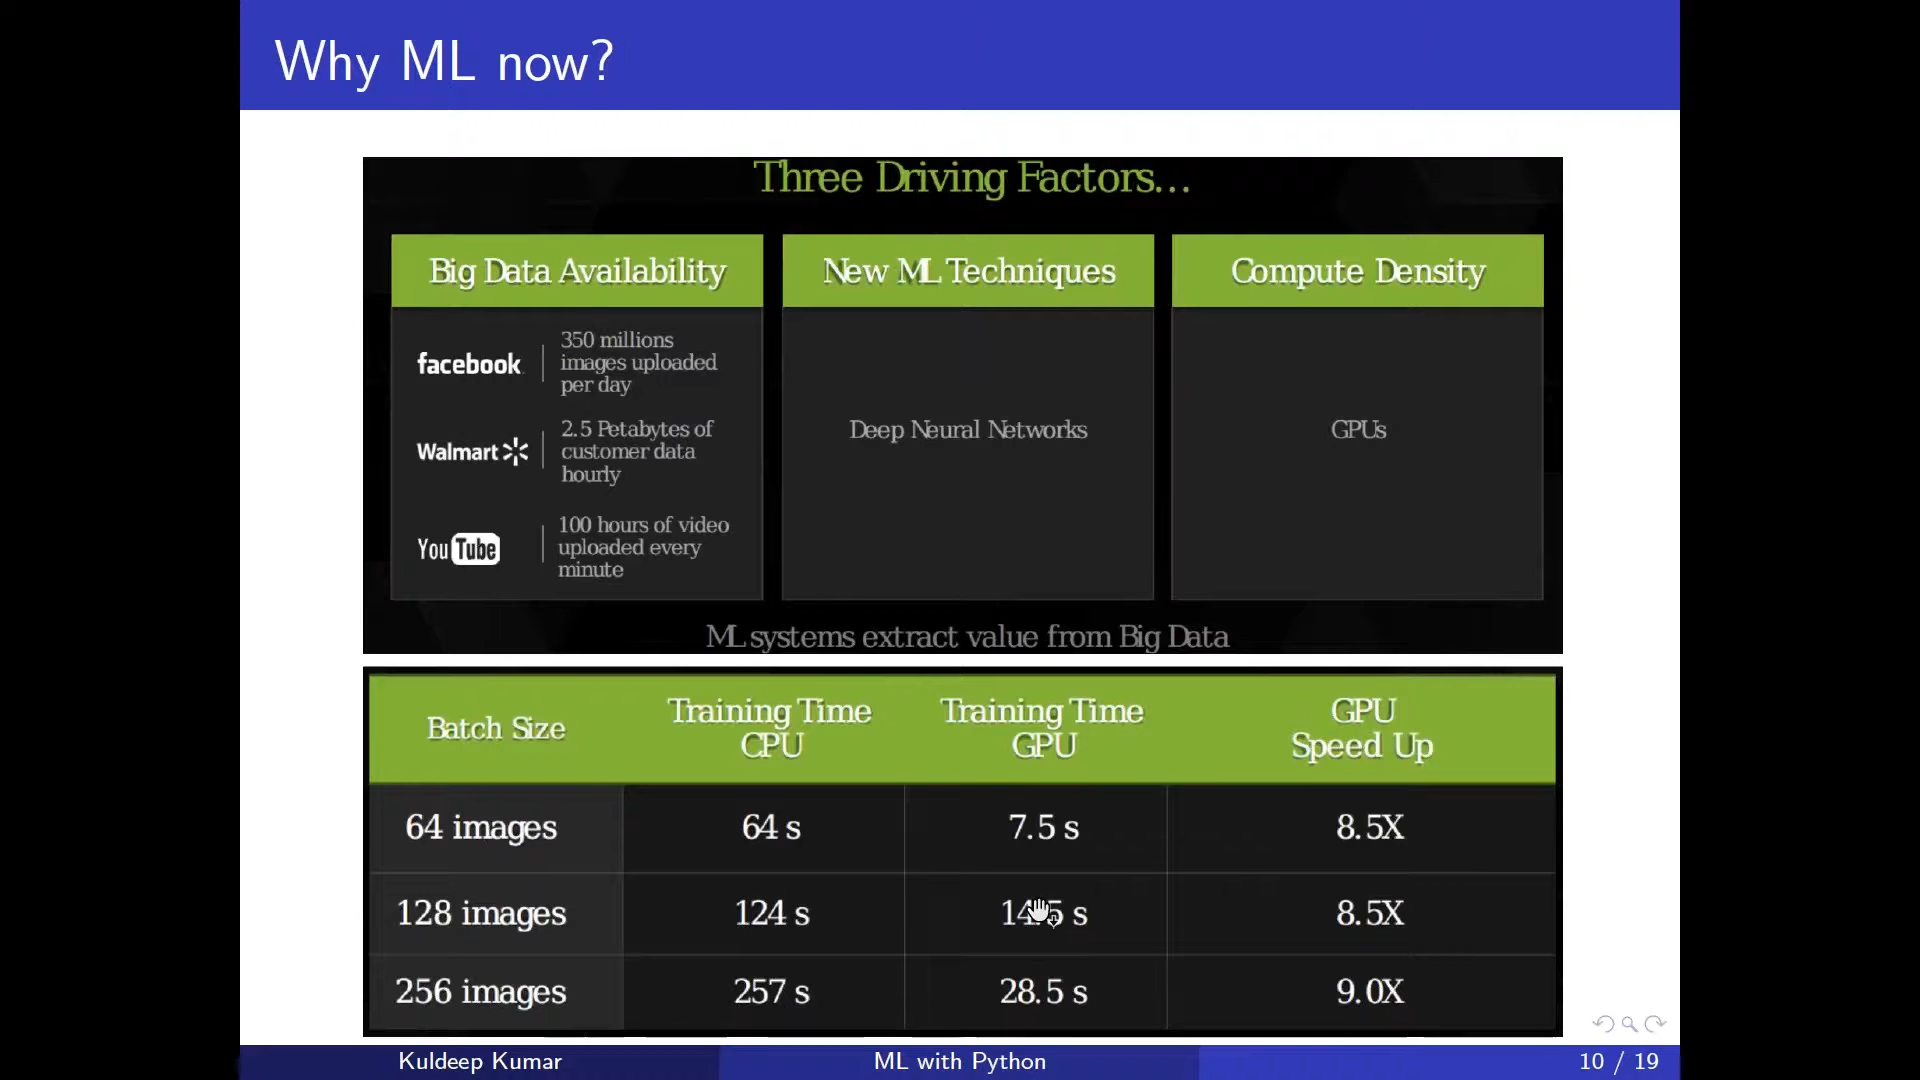 Why ML now?
Three Driving Factors...
Big Data Availability
facebook
350 millions
images uploaded
per day
Walmart
2.5 Petabytes of
customer data
hourly
You Tube
100 hours of video
uploaded every
minute
New ML Techniques
Deep Neural Networks
Compute Density
GPUs
ML systems extract value from Big Data
Batch Size Training Time CPU Training Time GPU GPU Speed Up
64 images 64 s 7.5 s 8.5X
128 images 124 s 14.5 s 8.5X
256 images 257 s 28.5 s 9.0X
Kuldeep Kumar ML with Python 10 / 19